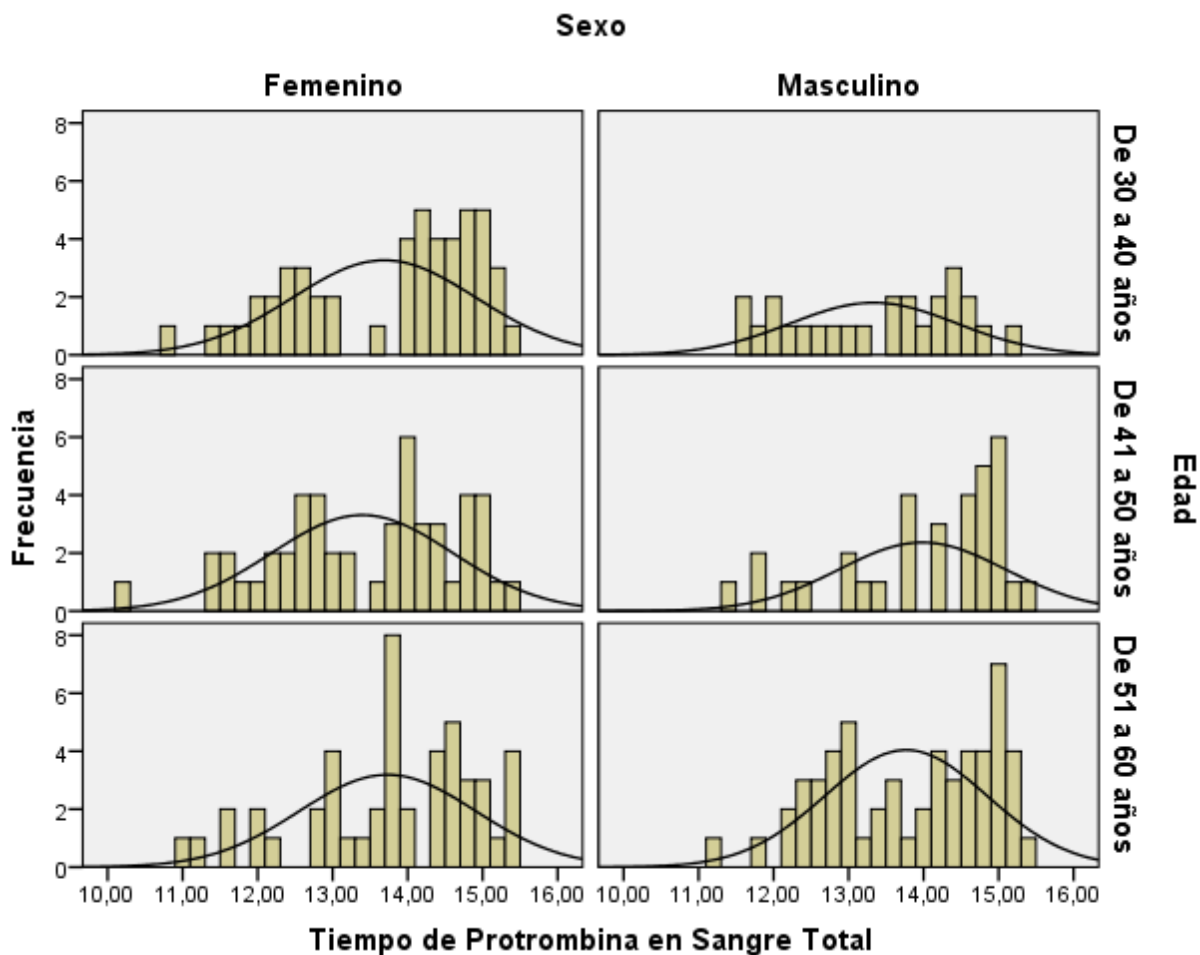 Sexo
Femenino
Masculino
8
6
4
2
0
De 30 a 40 años
8
6
4
2
0
De 41 a 50 años
8
6
4
2
0
De 51 a 60 años
Frecuencia
Edad
10,00 11,00 12,00 13,00 14,00 15,00 16,00
10,00 11,00 12,00 13,00 14,00 15,00 16,00
Tiempo de Protrombina en Sangre Total